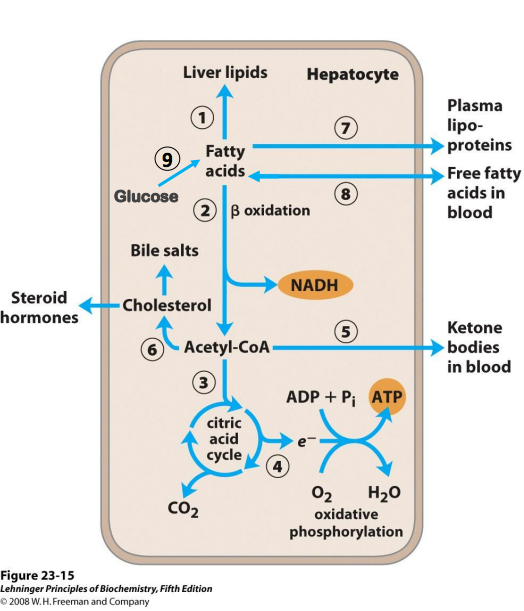 Liver lipids
Hepatocyte
1
7
Plasma
lipo-
proteins
9
Fatty
acids
Glucose
8
Free fatty
acids in
blood
2
β oxidation
Bile salts
NADH
Steroid
hormones
Cholesterol
5
6
Acetyl-CoA
Ketone
bodies
in blood
3
ADP + Pi
ATP
citric
acid
cycle
e−
4
CO2
O2
H2O
oxidative
phosphorylation
Figure 23-15
Lehninger Principles of Biochemistry, Fifth Edition
© 2008 W. H. Freeman and Company